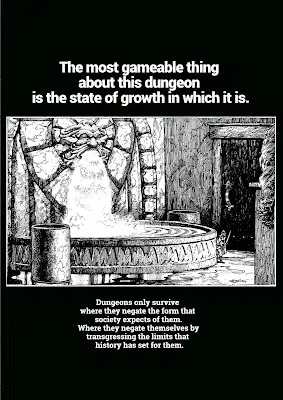 The most gameable thing
about this dungeon
is the state of growth in which it is.
Dungeons only survive
where they negate the form that
society expects of them.
Where they negate themselves by
transgressing the limits that
history has set for them.